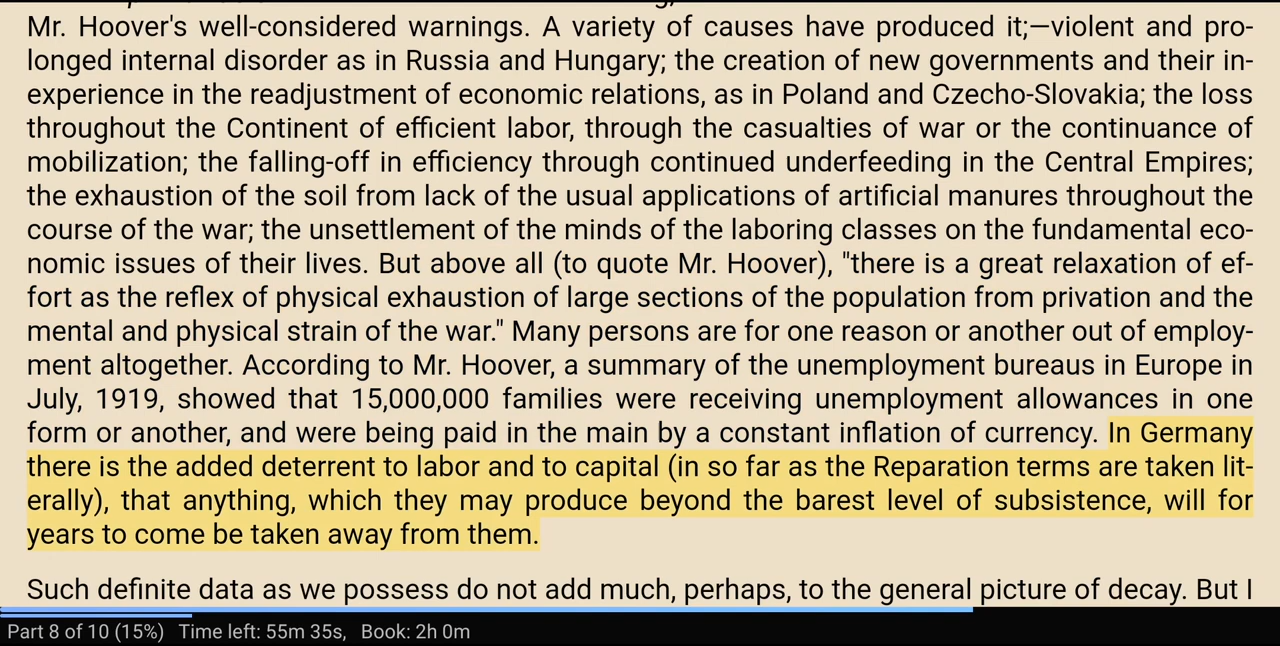 Mr. Hoover's well-considered warnings. A variety of causes have produced it;—violent and pro-
longed internal disorder as in Russia and Hungary; the creation of new governments and their in-
experience in the readjustment of economic relations, as in Poland and Czecho-Slovakia; the loss
throughout the Continent of efficient labor, through the casualties of war or the continuance of
mobilization; the falling-off in efficiency through continued underfeeding in the Central Empires;
the exhaustion of the soil from lack of the usual applications of artificial manures throughout the
course of the war; the unsettlement of the minds of the laboring classes on the fundamental eco-
nomic issues of their lives. But above all (to quote Mr. Hoover), "there is a great relaxation of ef-
fort as the reflex of physical exhaustion of large sections of the population from privation and the
mental and physical strain of the war." Many persons are for one reason or another out of employ-
ment altogether. According to Mr. Hoover, a summary of the unemployment bureaus in Europe in
July, 1919, showed that 15,000,000 families were receiving unemployment allowances in one
form or another, and were being paid in the main by a constant inflation of currency. In Germany
there is the added deterrent to labor and to capital (in so far as the Reparation terms are taken lit-
erally), that anything, which they may produce beyond the barest level of subsistence, will for
years to come be taken away from them.
Such definite data as we possess do not add much, perhaps, to the general picture of decay. But I
Part 8 of 10 (15%) Time left: 55m 35s, Book: 2h 0m